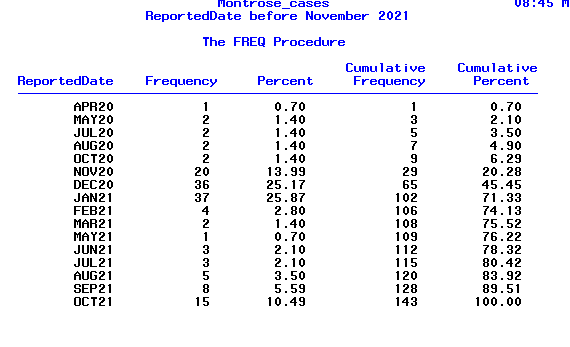 Montrose_cases 08:45 M
ReportedDate before November 2021
The FREQ Procedure
Cumulative Cumulative
ReportedDate Frequency Percent Frequency Percent
APR20 1 0.70 1 0.70
MAY20 2 1.40 3 2.10
JUL20 2 1.40 5 3.50
AUG20 2 1.40 7 4.90
OCT20 2 1.40 9 6.29
NOV20 20 13.99 29 20.28
DEC20 36 25.17 65 45.45
JAN21 37 25.87 102 71.33
FEB21 4 2.80 106 74.13
MAR21 2 1.40 108 75.52
MAY21 1 0.70 109 76.22
JUN21 3 2.10 112 78.32
JUL21 3 2.10 115 80.42
AUG21 5 3.50 120 83.92
SEP21 8 5.59 128 89.51
OCT21 15 10.49 143 100.00